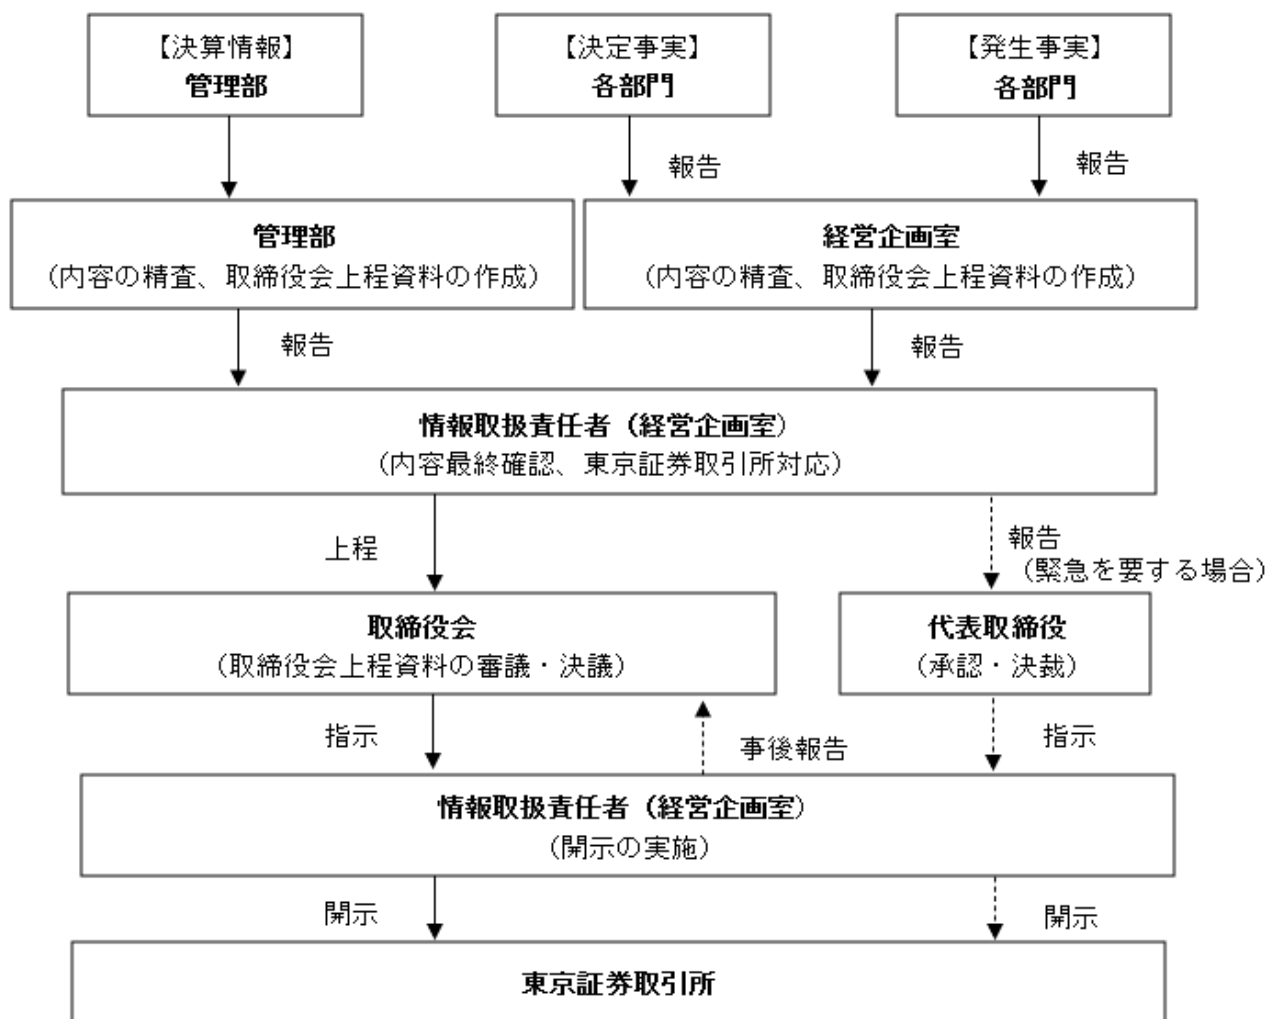 【決算情報】
管理部
【決定事実】
各部門
【発生事実】
各部門
報告
報告
管理部
（内容の精査、取締役会上程資料の作成）
経営企画室
（内容の精査、取締役会上程資料の作成）
報告
報告
情報取扱責任者（経営企画室）
（内容最終確認、東京証券取引所対応）
上程
報告
（緊急を要する場合）
取締役会
（取締役会上程資料の審議・決議）
代表取締役
（承認・決裁）
指示
事後報告
指示
情報取扱責任者（経営企画室）
（開示の実施）
開示
開示
東京証券取引所